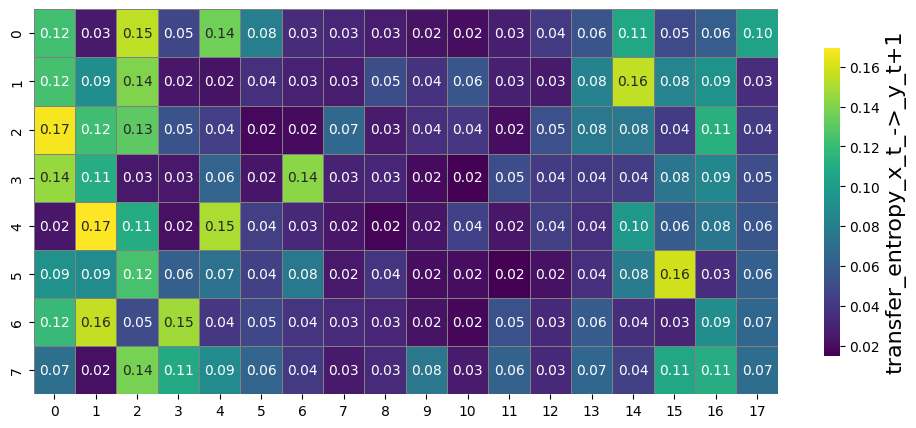 0 0.12 0.03 0.15 0.05 0.14 0.08 0.03 0.03 0.03 0.02 0.02 0.03 0.04 0.06 0.11 0.05 0.06 0.10
1 0.12 0.09 0.14 0.02 0.02 0.04 0.03 0.03 0.05 0.04 0.06 0.03 0.03 0.08 0.16 0.08 0.09 0.03
2 0.17 0.12 0.13 0.05 0.04 0.02 0.02 0.07 0.03 0.04 0.04 0.02 0.05 0.08 0.08 0.04 0.11 0.04
3 0.14 0.11 0.03 0.03 0.06 0.02 0.14 0.03 0.03 0.02 0.02 0.05 0.04 0.04 0.04 0.08 0.09 0.05
4 0.02 0.17 0.11 0.02 0.15 0.04 0.03 0.02 0.02 0.02 0.04 0.02 0.04 0.04 0.10 0.06 0.08 0.06
5 0.09 0.09 0.12 0.06 0.07 0.04 0.08 0.02 0.04 0.02 0.02 0.02 0.02 0.04 0.08 0.16 0.03 0.06
6 0.12 0.16 0.05 0.15 0.04 0.05 0.04 0.03 0.03 0.02 0.02 0.05 0.03 0.06 0.04 0.03 0.09 0.07
7 0.07 0.02 0.14 0.11 0.09 0.06 0.04 0.03 0.03 0.08 0.03 0.06 0.03 0.07 0.04 0.11 0.11 0.07
0 1 2 3 4 5 6 7 8 9 10 11 12 13 14 15 16 17
0.16
0.14
0.12
0.10
0.08
0.06
0.04
0.02
transfer_entropy_x_t_->_y_t+1